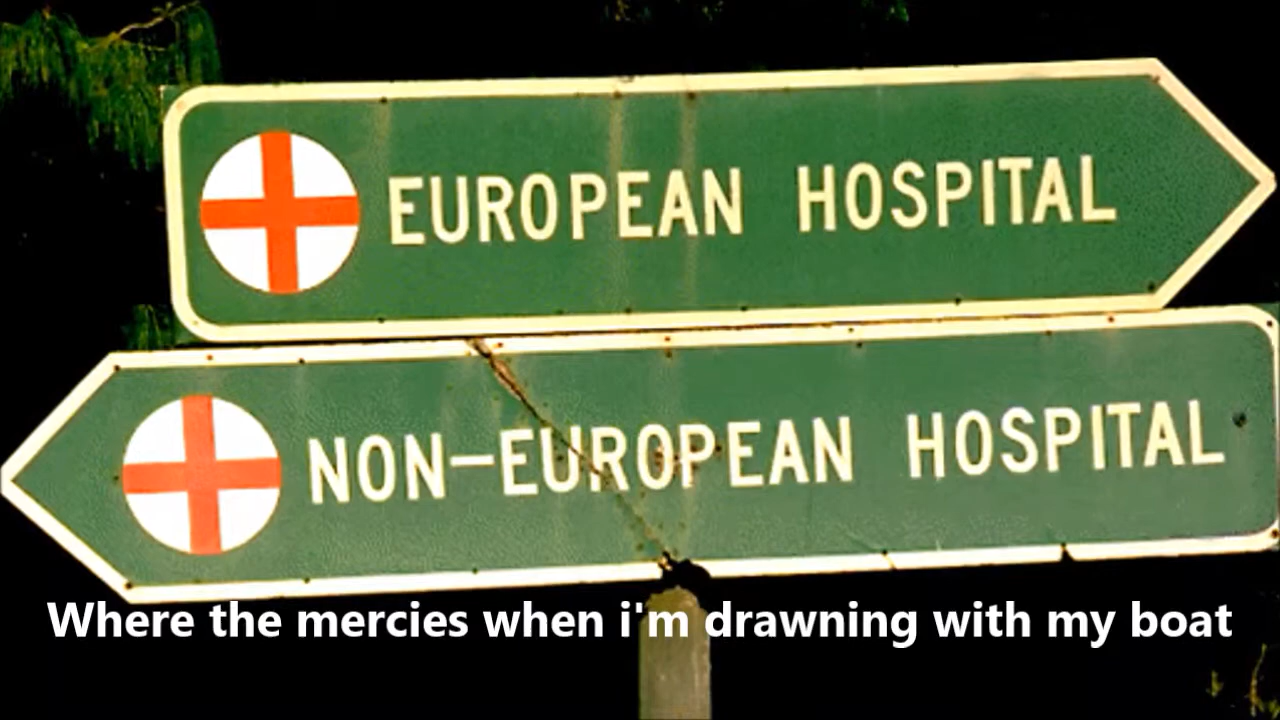 EUROPEAN HOSPITAL
NON-EUROPEAN HOSPITAL
Where the mercies when i'm drawning with my boat